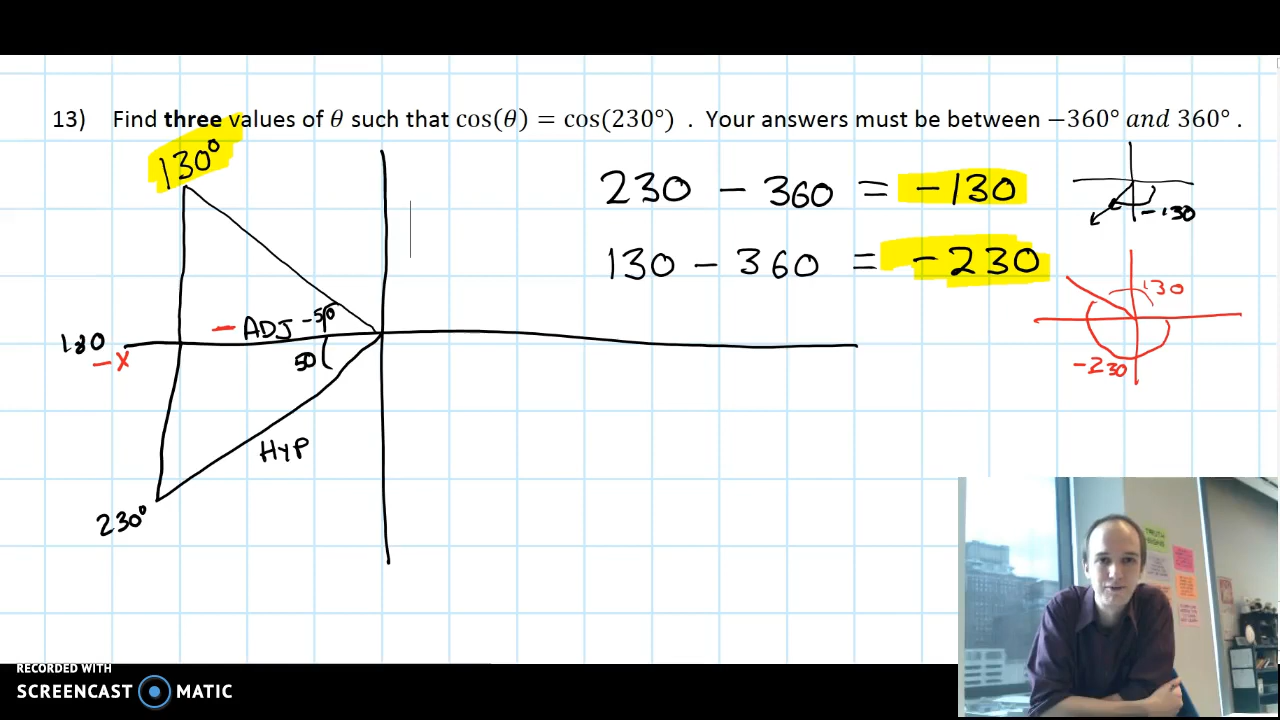 13) Find three values of θ such that cos(θ) = cos(230°) . Your answers must be between −360° and 360° .
130°
230 - 360 = -130
-130
130 - 360 = -230
130
-50
- ADJ
180
-x
50
-230
HYP
230°
TRUTH
RECORDED WITH
SCREENCAST MATIC